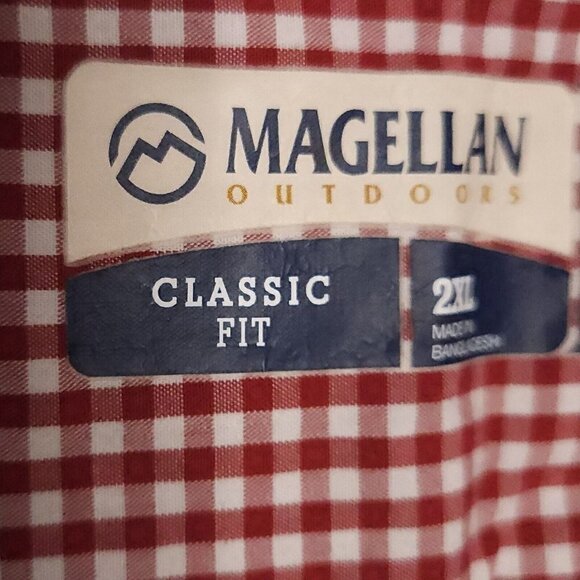 MAGELLAN
OUTDOORS
CLASSIC
FIT
2XL
MADE IN
BANGLADESH